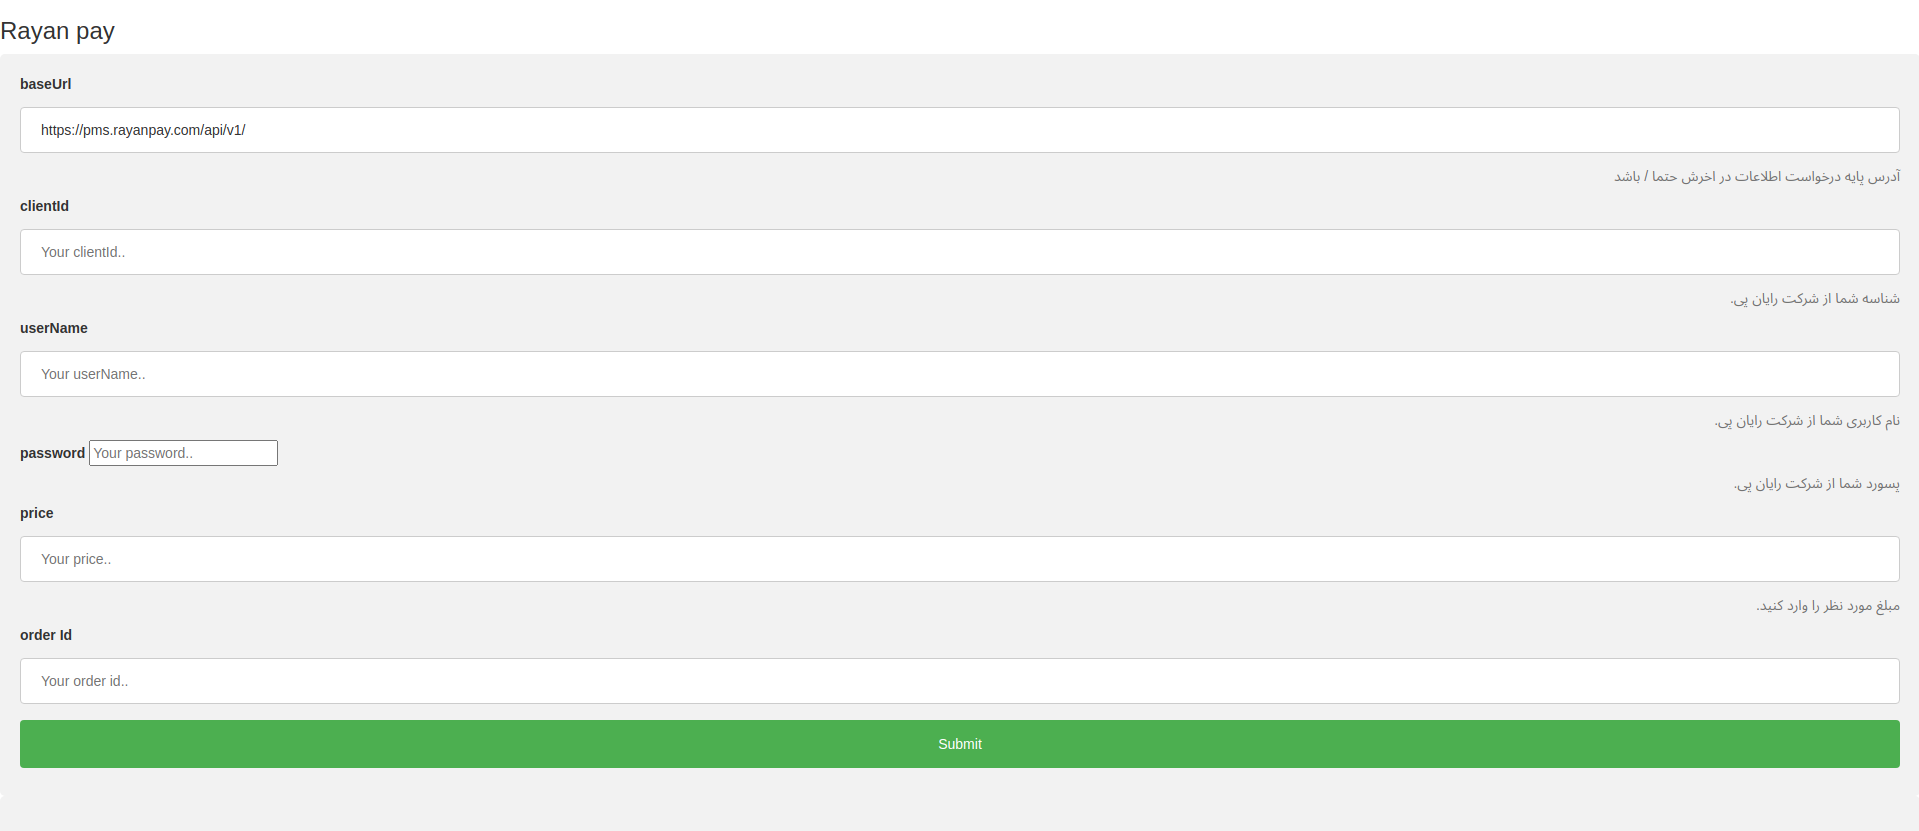 Rayan pay
baseUrl
https://pms.rayanpay.com/api/v1/
آدرس پایه درخواست اطلاعات در اخرش حتما / باشد
clientId
Your clientId..
شناسه شما از شرکت رایان پی.
userName
Your userName..
نام کاربری شما از شرکت رایان پی.
password Your password..
پسورد شما از شرکت رایان پی.
price
Your price..
مبلغ مورد نظر را وارد کنید.
order Id
Your order id..
Submit